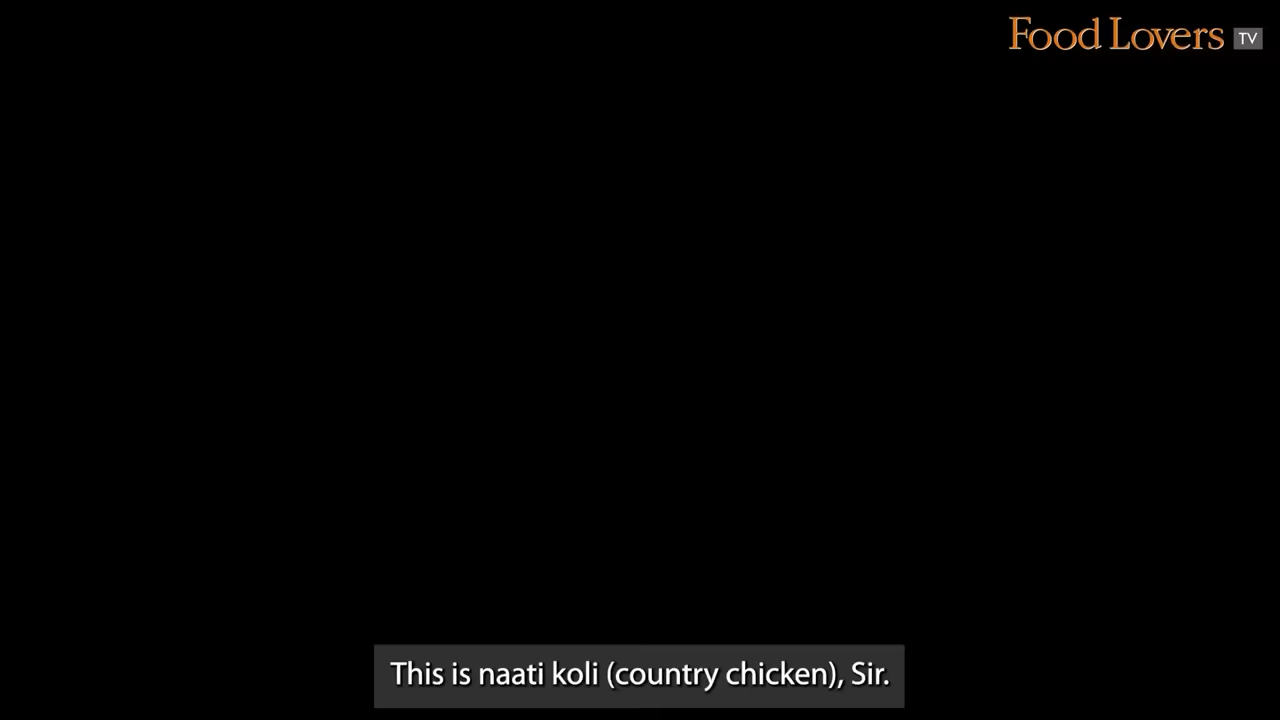 Food Lovers TV
This is naati koli (country chicken), Sir.